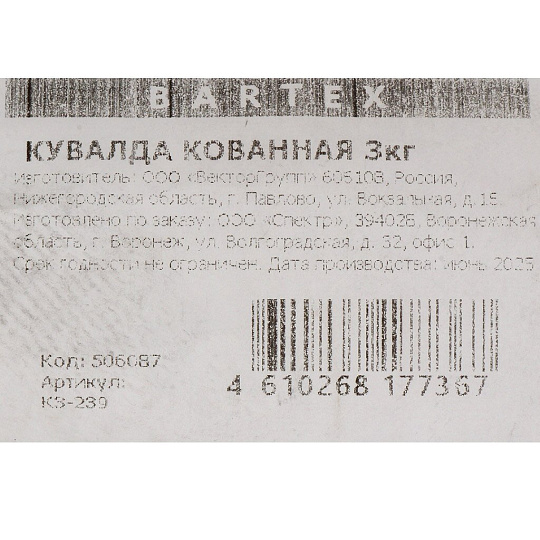 BARTEX
КУВАЛДА КОВАННАЯ 3кг
Изготовитель: ООО «ВекторГрупп» 606108, Россия,
Нижегородская область, г. Павлово, ул. Вокзальная, д.15
Изготовлено по заказу: ООО «Спектр», 394028, Воронежская
область, г. Воронеж, ул. Волгоградская, д. 32, офис 1.
Срок годности не ограничен. Дата производства: июнь 2025
Код: 506087
Артикул:
КЗ-239
4 610268 177367